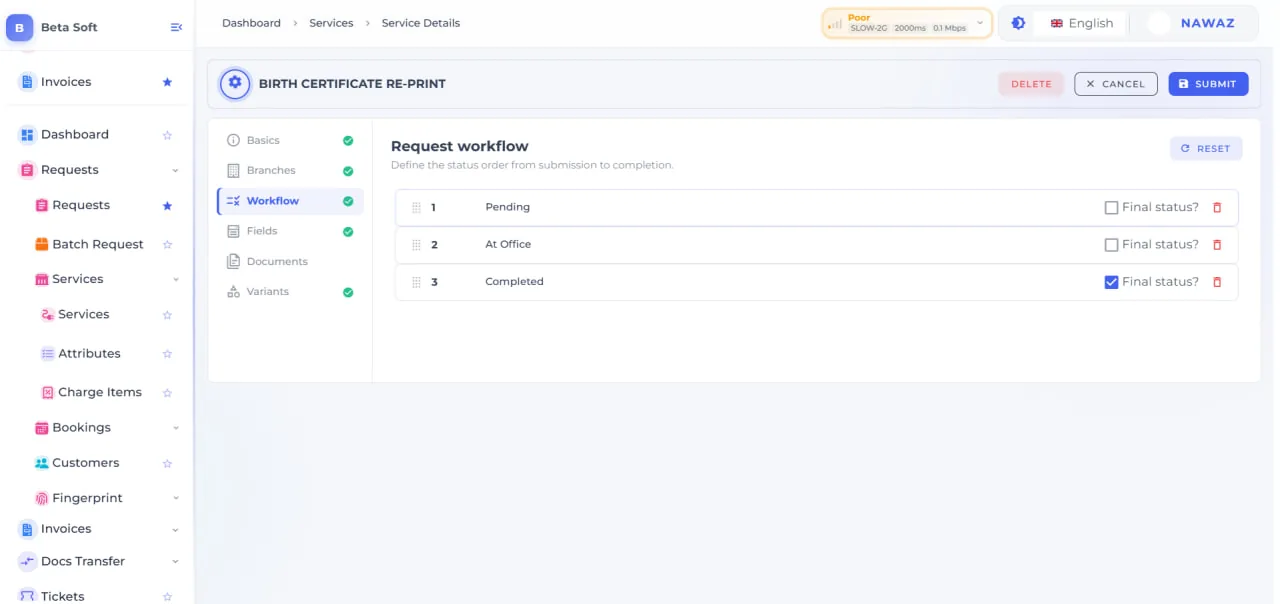 B Beta Soft
Dashboard > Services > Service Details
Poor
SLOW-2G 2000ms 0.1 Mbps
English
NAWAZ
Invoices
Dashboard
Requests
Requests
Batch Request
Services
Services
Attributes
Charge Items
Bookings
Customers
Fingerprint
Invoices
Docs Transfer
Tickets
BIRTH CERTIFICATE RE-PRINT
DELETE
CANCEL
SUBMIT
Basics
Branches
Workflow
Fields
Documents
Variants
Request workflow
Define the status order from submission to completion.
RESET
1 Pending Final status?
2 At Office Final status?
3 Completed Final status?